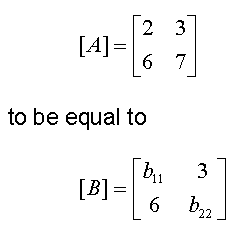 [A] = [2 3
6 7]
to be equal to
[B] = [b₁₁ 3
6 b₂₂]